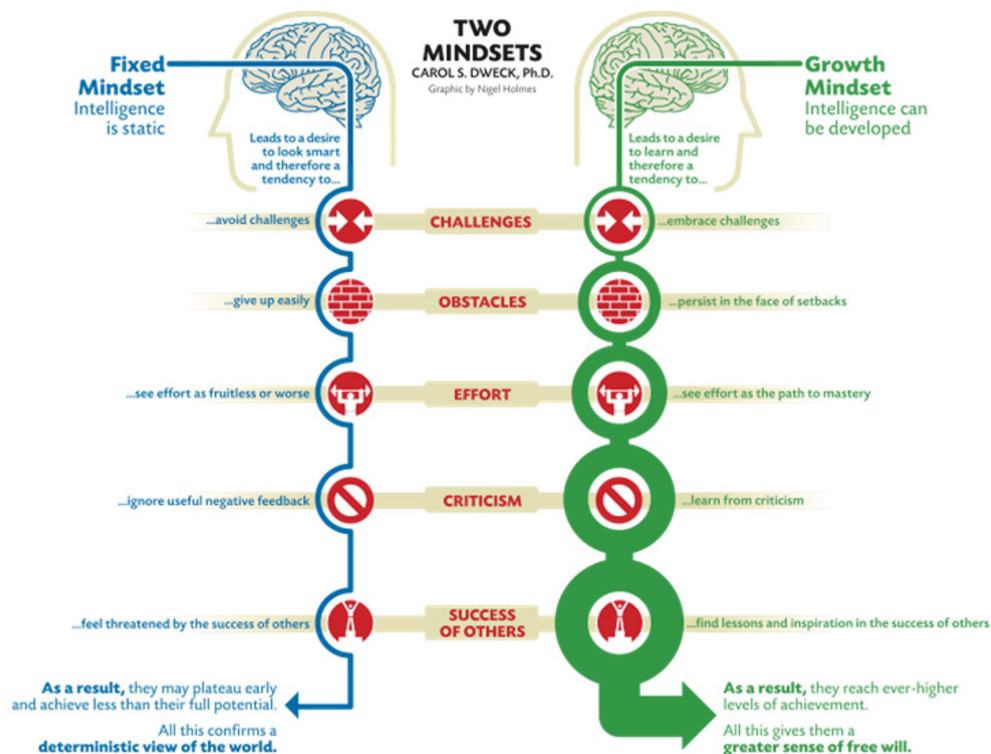 TWO
MINDSETS
CAROL S. DWECK, Ph.D.
Graphic by Nigel Holmes
Fixed
Mindset
Intelligence
is static
Leads to a desire
to look smart
and therefore a
tendency to...
Growth
Mindset
Intelligence can
be developed
Leads to a desire
to learn and
therefore a
tendency to...
...avoid challenges
CHALLENGES
...embrace challenges
...give up easily
OBSTACLES
...persist in the face of setbacks
...see effort as fruitless or worse
EFFORT
...see effort as the path to mastery
...ignore useful negative feedback
CRITICISM
...learn from criticism
...feel threatened by the success of others
SUCCESS
OF OTHERS
...find lessons and inspiration in the success of others
As a result, they may plateau early
and achieve less than their full potential.
All this confirms a
deterministic view of the world.
As a result, they reach ever-higher
levels of achievement.
All this gives them a
greater sense of free will.